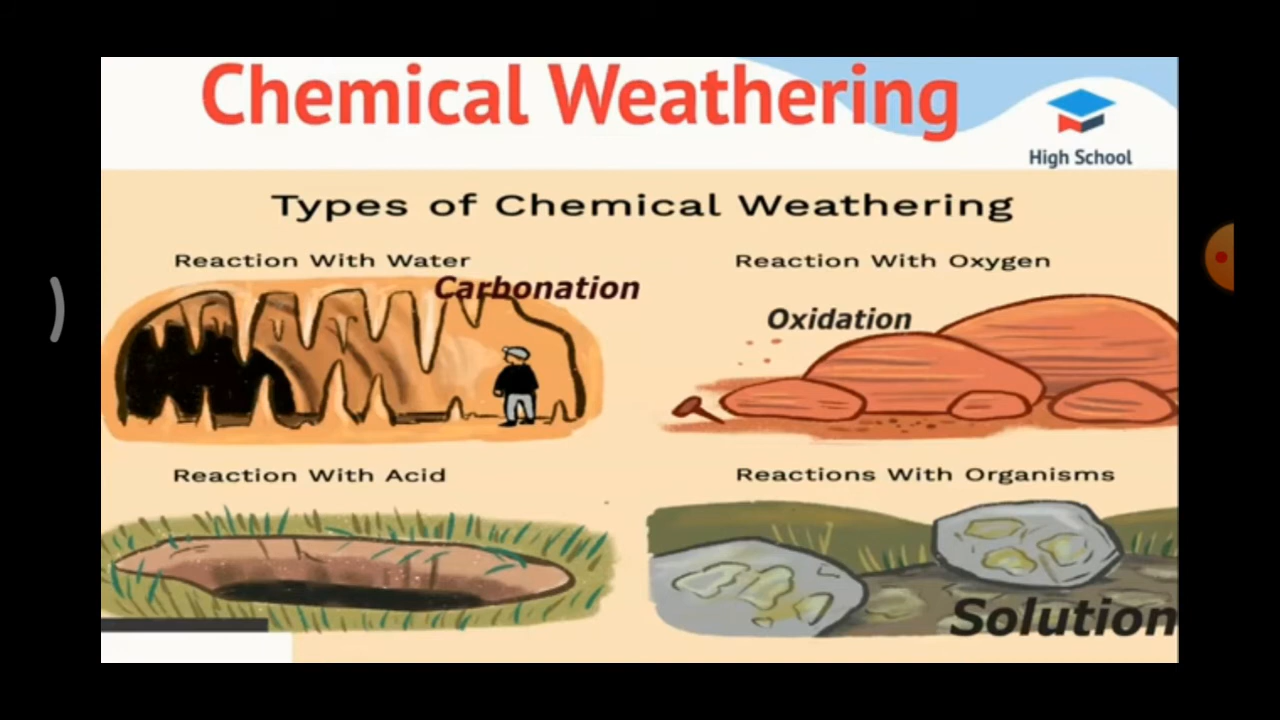 Chemical Weathering
High School
Types of Chemical Weathering
Reaction With Water
Carbonation
Reaction With Oxygen
Oxidation
Reaction With Acid
Reactions With Organisms
Solution